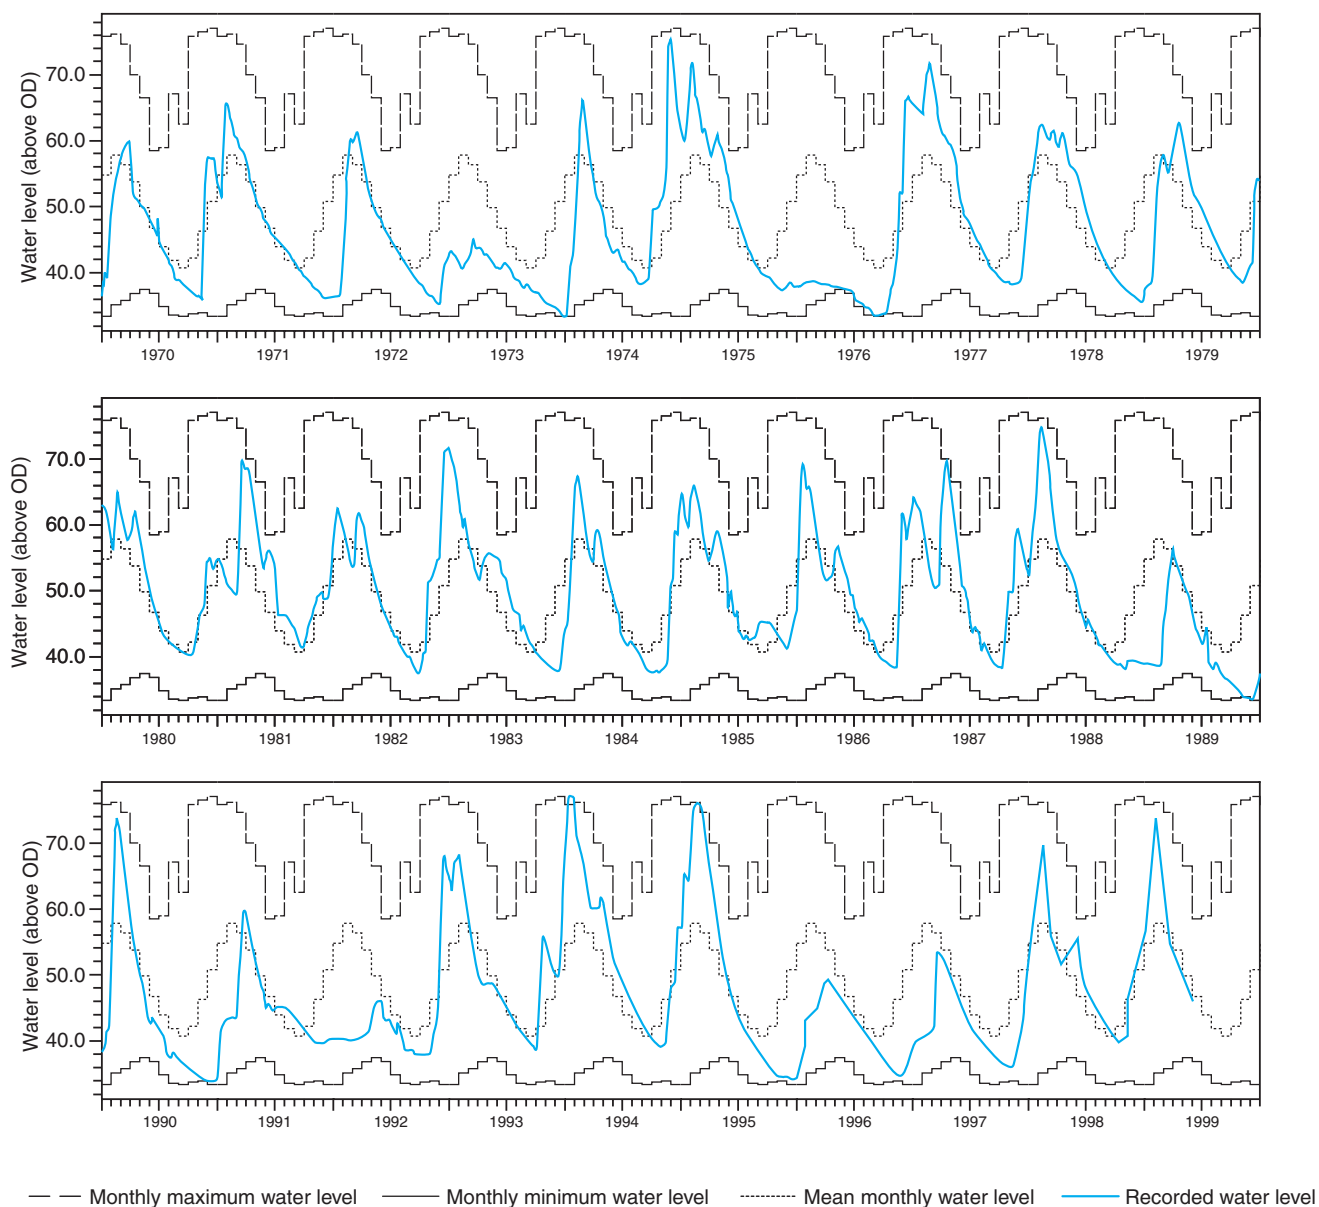 Water level (above OD)
70.0
60.0
50.0
40.0
1970 1971 1972 1973 1974 1975 1976 1977 1978 1979
Water level (above OD)
70.0
60.0
50.0
40.0
1980 1981 1982 1983 1984 1985 1986 1987 1988 1989
Water level (above OD)
70.0
60.0
50.0
40.0
1990 1991 1992 1993 1994 1995 1996 1997 1998 1999
Monthly maximum water level Monthly minimum water level Mean monthly water level Recorded water level